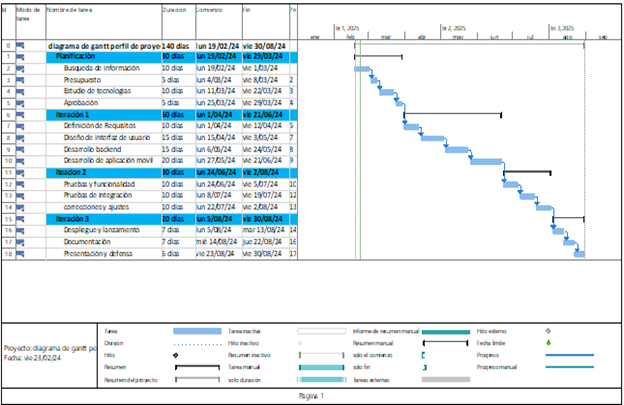 Id Modo de tarea Nombre de tarea Duración Comienzo Fin Pr
tri 1, 2025 tri 2, 2025 tri 3, 2025
ene feb mar abr may jun jul ago sep
0 diagrama de gantt perfil de proye 140 días lun 19/02/24 vie 30/08/24
1 Planificación 30 días lun 19/02/24 vie 29/03/24
2 Busqueda de información 10 días lun 19/02/24 vie 1/03/24
3 Presupuesto 5 días lun 4/03/24 vie 8/03/24 2
4 Estudio de tecnologías 10 días lun 11/03/24 vie 22/03/24 3
5 Aprobación 5 días lun 25/03/24 vie 29/03/24 4
6 Iteración 1 60 días lun 1/04/24 vie 21/06/24
7 Definición de Requisitos 10 días lun 1/04/24 vie 12/04/24 5
8 Diseño de interfaz de usuario 15 días lun 15/04/24 vie 3/05/24 7
9 Desarrollo backend 15 días lun 6/05/24 vie 24/05/24 8
10 Desarrollo de aplicación movil 20 días lun 27/05/24 vie 21/06/24 9
11 Iteacion 2 30 días lun 24/06/24 vie 2/08/24
12 Pruebas y funcionalidad 10 días lun 24/06/24 vie 5/07/24 10
13 Pruebas de integración 10 días lun 8/07/24 vie 19/07/24 12
14 correcciones y ajustes 10 días lun 22/07/24 vie 2/08/24 13
15 Iteración 3 20 días lun 5/08/24 vie 30/08/24
16 Despliegue y lanzamiento 7 días lun 5/08/24 mar 13/08/24 14
17 Documentación 7 días mié 14/08/24 jue 22/08/24 16
18 Presentación y defensa 6 días vie 23/08/24 vie 30/08/24 17
Proyecto: diagrama de gantt pe
Fecha: vie 23/02/24
Tarea Tarea inactiva Informe de resumen manual Hito externo
División Hito inactivo Resumen manual Fecha límite
Hito Resumen inactivo solo el comienzo Progreso
Resumen Tarea manual solo fin Progreso manual
Resumen del proyecto solo duración Tareas externas
Página 1